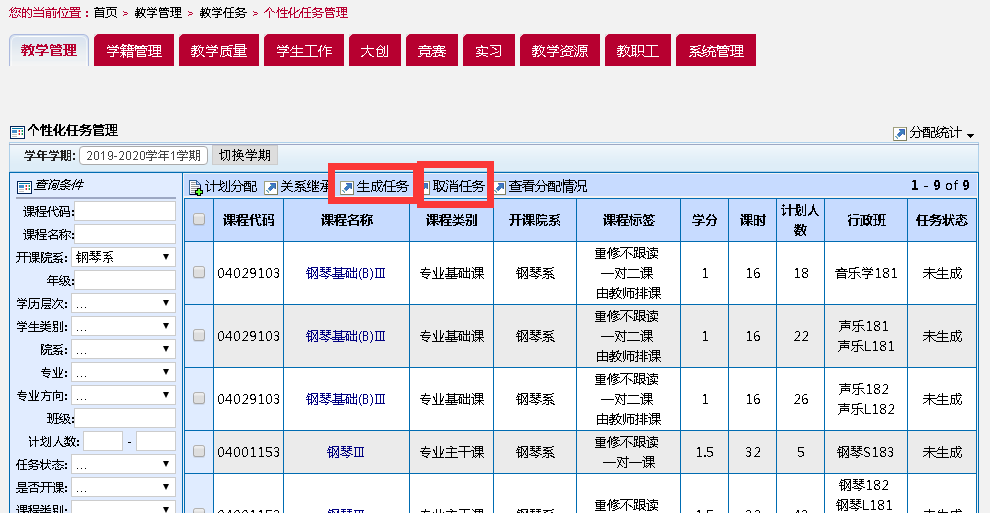 您的当前位置：首页 > 教学管理 > 教学任务 > 个性化任务管理
教学管理 学籍管理 教学质量 学生工作 大创 竞赛 实习 教学资源 教职工 系统管理
个性化任务管理 分配统计
学年学期: 2019-2020学年1学期 切换学期
查询条件
课程代码:
课程名称:
开课院系: 钢琴系
年级:
学历层次: ...
学生类别: ...
院系: ...
专业: ...
专业方向: ...
班级:
计划人数: -
任务状态: ...
是否开课: ...
课程类别: ...
计划分配 关系继承 生成任务 取消任务 查看分配情况 1 - 9 of 9
课程代码 课程名称 课程类别 开课院系 课程标签 学分 课时 计划人数 行政班 任务状态
04029103 钢琴基础(B)Ⅲ 专业基础课 钢琴系 重修不跟读 一对二课 由教师排课 1 16 18 音乐学181 未生成
04029103 钢琴基础(B)Ⅲ 专业基础课 钢琴系 重修不跟读 一对二课 由教师排课 1 16 22 声乐181 声乐L181 未生成
04029103 钢琴基础(B)Ⅲ 专业基础课 钢琴系 重修不跟读 一对二课 由教师排课 1 16 26 声乐182 声乐L182 未生成
04001153 钢琴Ⅲ 专业主干课 钢琴系 重修不跟读 一对一课 1.5 32 5 钢琴S183 未生成
重修不跟读 钢琴182 钢琴L181